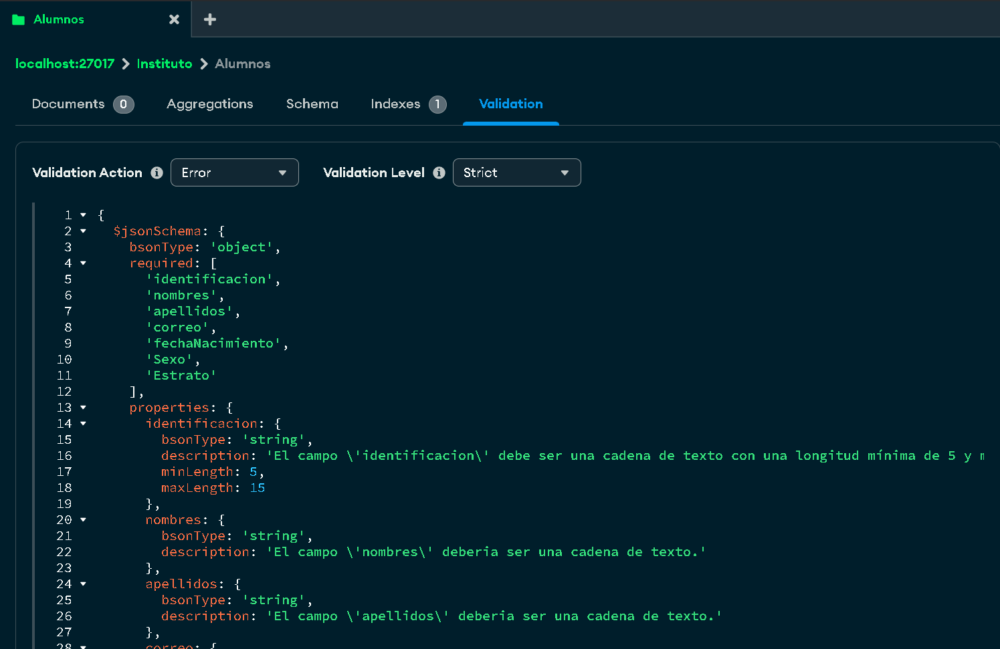 Alumnos
localhost:27017 Instituto Alumnos
Documents 0 Aggregations Schema Indexes 1 Validation
Validation Action Error Validation Level Strict
1 {
2 $jsonSchema: {
3 bsonType: 'object',
4 required: [
5 'identificacion',
6 'nombres',
7 'apellidos',
8 'correo',
9 'fechaNacimiento',
10 'Sexo',
11 'Estrato'
12 ],
13 properties: {
14 identificacion: {
15 bsonType: 'string',
16 description: 'El campo \'identificacion\' debe ser una cadena de texto con una longitud mínima de 5 y m
17 minLength: 5,
18 maxLength: 15
19 },
20 nombres: {
21 bsonType: 'string',
22 description: 'El campo \'nombres\' deberia ser una cadena de texto.'
23 },
24 apellidos: {
25 bsonType: 'string',
26 description: 'El campo \'apellidos\' deberia ser una cadena de texto.'
27 },
28 correo: {